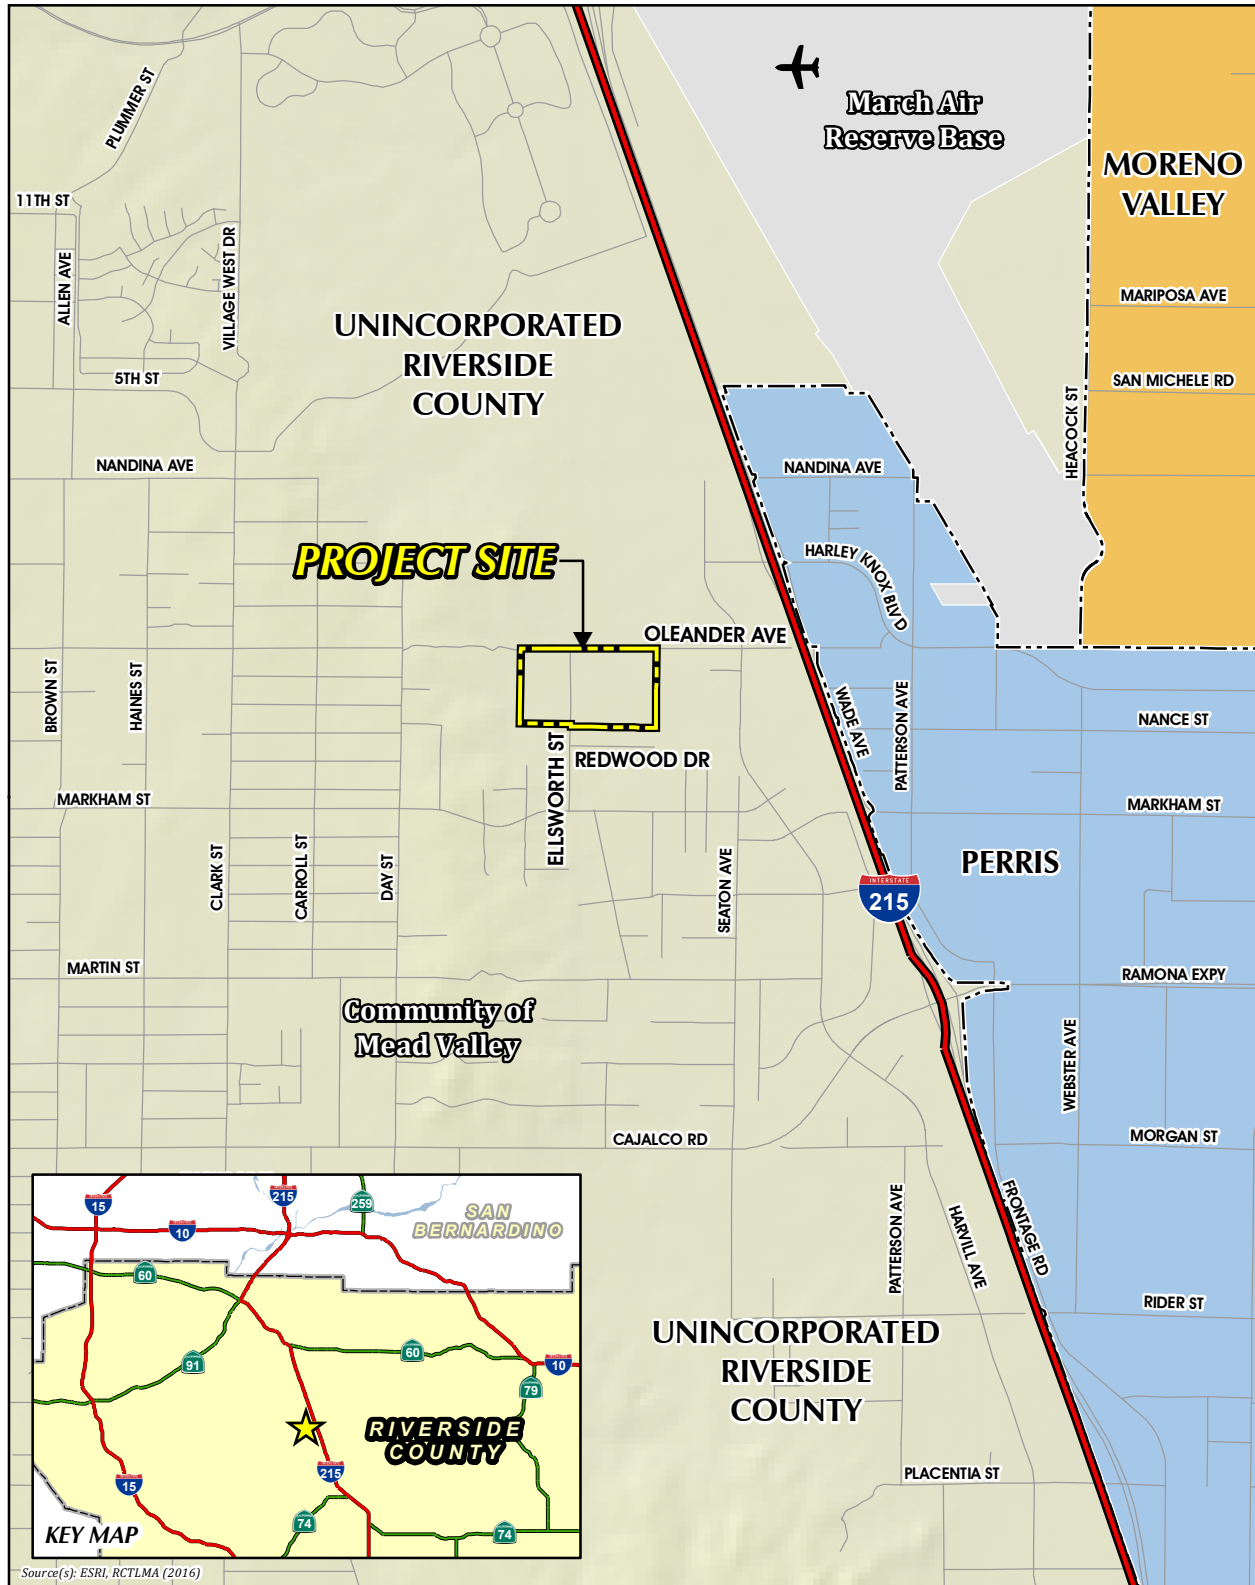 March Air
Reserve Base
MORENO
VALLEY
PLUMMER ST
11TH ST
ALLEN AVE
VILLAGE WEST DR
5TH ST
UNINCORPORATED
RIVERSIDE
COUNTY
MARIPOSA AVE
SAN MICHELE RD
HEACOCK ST
NANDINA AVE
NANDINA AVE
PROJECT SITE
HARLEY KNOX BLVD
OLEANDER AVE
BROWN ST
HAINES ST
WADE AVE
PATTERSON AVE
NANCE ST
ELLSWORTH ST
REDWOOD DR
MARKHAM ST
MARKHAM ST
CLARK ST
CARROLL ST
DAY ST
SEATON AVE
PERRIS
INTERSTATE
215
MARTIN ST
RAMONA EXPY
Community of
Mead Valley
WEBSTER AVE
CAJALCO RD
MORGAN ST
PATTERSON AVE
HARVILL AVE
FRONTAGE RD
RIDER ST
UNINCORPORATED
RIVERSIDE
COUNTY
PLACENTIA ST
15
215
259
10
SAN
BERNARDINO
60
91
60
10
79
RIVERSIDE
COUNTY
215
15
74
74
KEY MAP
Source(s): ESRI, RCTLMA (2016)